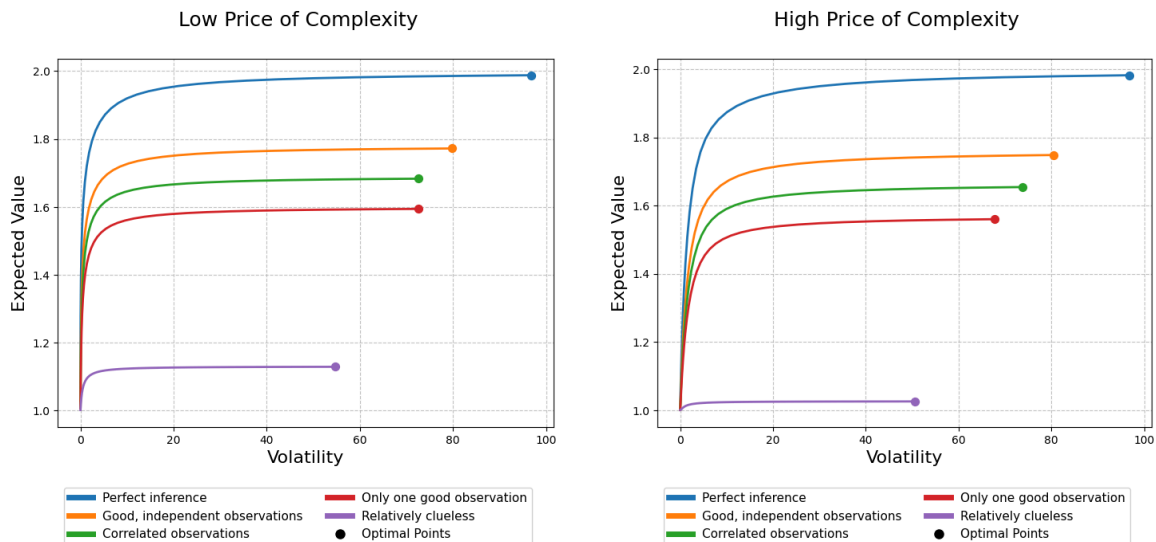 Low Price of Complexity
Expected Value
2.0
1.8
1.6
1.4
1.2
1.0
0
20
40
60
80
100
Volatility
Perfect inference
Good, independent observations
Correlated observations
Only one good observation
Relatively clueless
Optimal Points
High Price of Complexity
Expected Value
2.0
1.8
1.6
1.4
1.2
1.0
0
20
40
60
80
100
Volatility
Perfect inference
Good, independent observations
Correlated observations
Only one good observation
Relatively clueless
Optimal Points